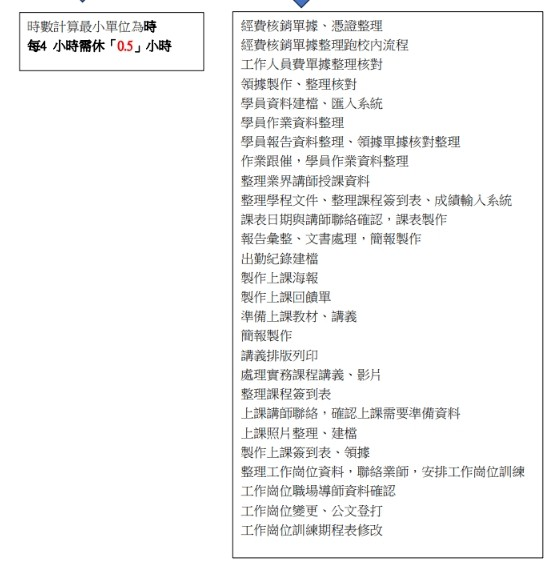 時數計算最小單位為時
每4 小時需休「0.5」小時
經費核銷單據、憑證整理
經費核銷單據整理跑校內流程
工作人員費單據整理核對
領據製作、整理核對
學員資料建檔、匯入系統
學員作業資料整理
學員報告資料整理、領據單據核對整理
作業跟催，學員作業資料整理
整理業界講師授課資料
整理學程文件、整理課程簽到表、成績輸入系統
課表日期與講師聯絡確認，課表製作
報告彙整、文書處理，簡報製作
出勤紀錄建檔
製作上課海報
製作上課回饋單
準備上課教材、講義
簡報製作
講義排版列印
處理實務課程講義、影片
整理課程簽到表
上課講師聯絡，確認上課需要準備資料
上課照片整理、建檔
製作上課簽到表、領據
整理工作崗位資料，聯絡業師，安排工作崗位訓練
工作崗位職場導師資料確認
工作崗位變更、公文登打
工作崗位訓練期程表修改